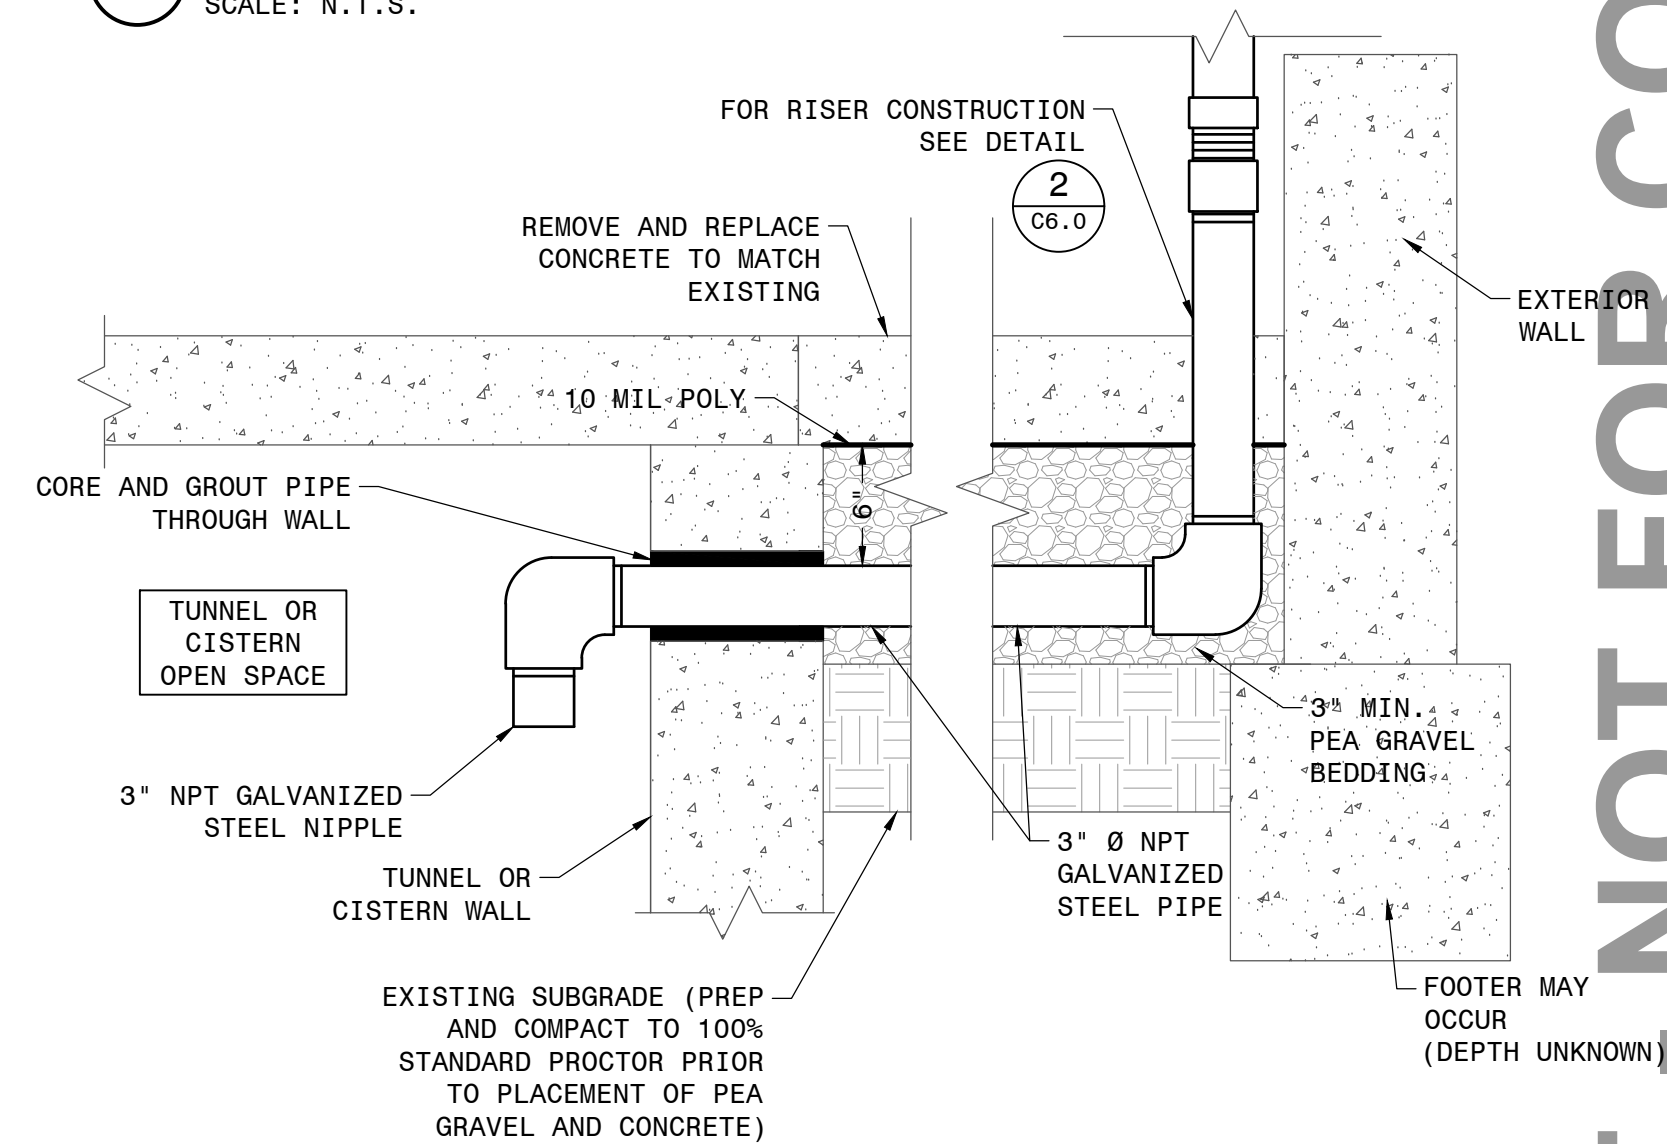 SCALE: N.T.S.
FOR RISER CONSTRUCTION
SEE DETAIL
2
C6.0
REMOVE AND REPLACE
CONCRETE TO MATCH
EXISTING
EXTERIOR
WALL
10 MIL POLY
CORE AND GROUT PIPE
THROUGH WALL
6"
TUNNEL OR
CISTERN
OPEN SPACE
3" MIN.
PEA GRAVEL
BEDDING
3" NPT GALVANIZED
STEEL NIPPLE
3" Ø NPT
GALVANIZED
STEEL PIPE
TUNNEL OR
CISTERN WALL
EXISTING SUBGRADE (PREP
AND COMPACT TO 100%
STANDARD PROCTOR PRIOR
TO PLACEMENT OF PEA
GRAVEL AND CONCRETE)
FOOTER MAY
OCCUR
(DEPTH UNKNOWN)
NOT FOR CO